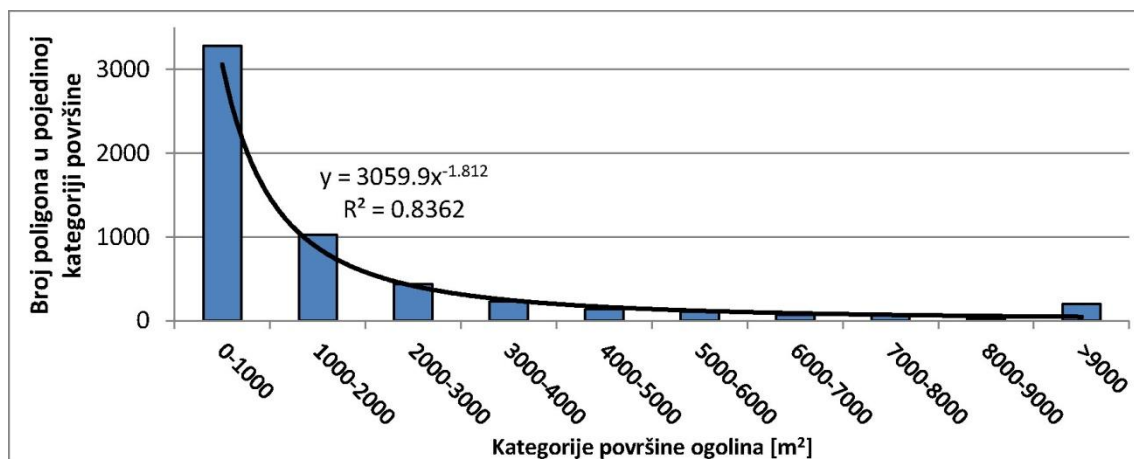 Broj poligona u pojedinoj
kategoriji površine
3000
2000
1000
0
y = 3059.9x^-1.812
R² = 0.8362
0-1000
1000-2000
2000-3000
3000-4000
4000-5000
5000-6000
6000-7000
7000-8000
8000-9000
>9000
Kategorije površine ogolina [m²]